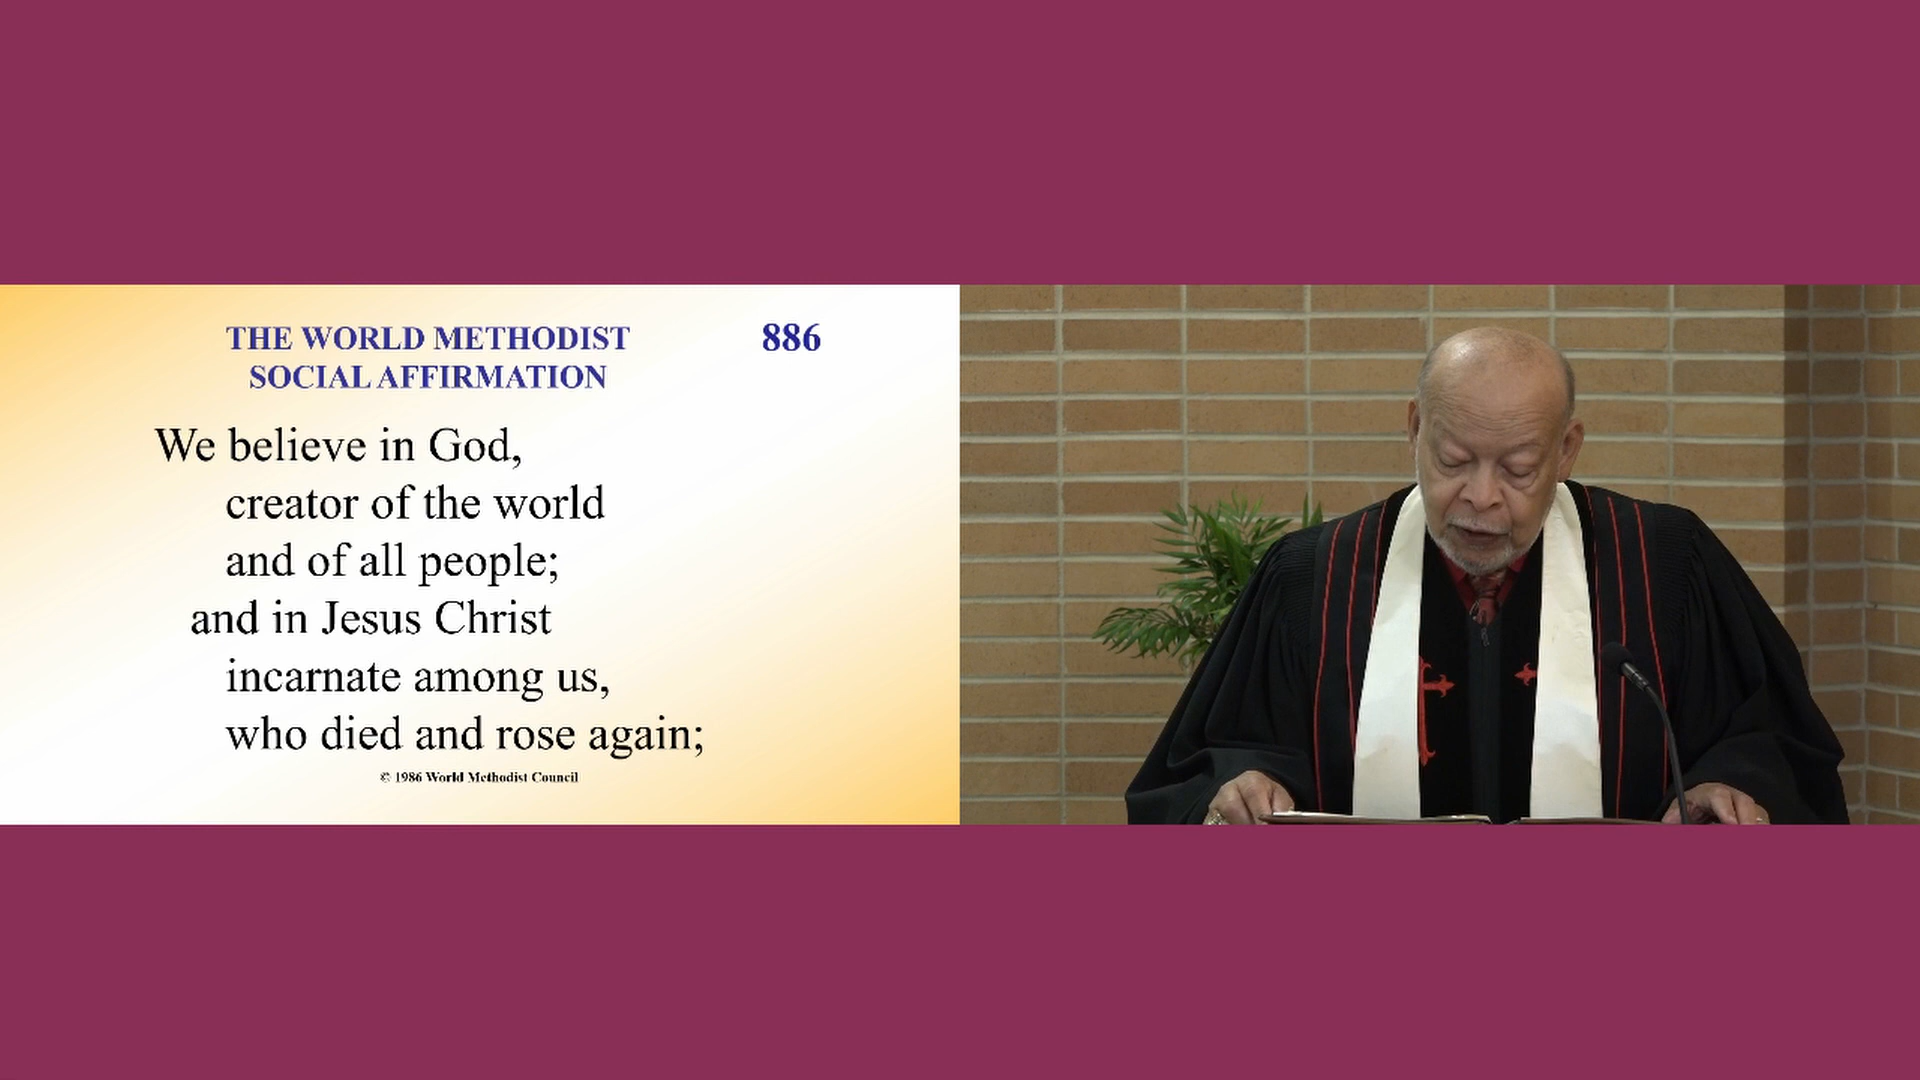 THE WORLD METHODIST
SOCIAL AFFIRMATION
886
We believe in God,
creator of the world
and of all people;
and in Jesus Christ
incarnate among us,
who died and rose again;
© 1986 World Methodist Council